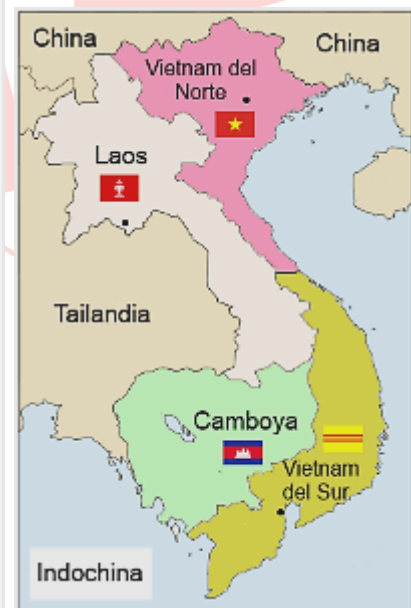 China
China
Vietnam del
Norte
Laos
Tailandia
Camboya
Vietnam
del Sur
Indochina